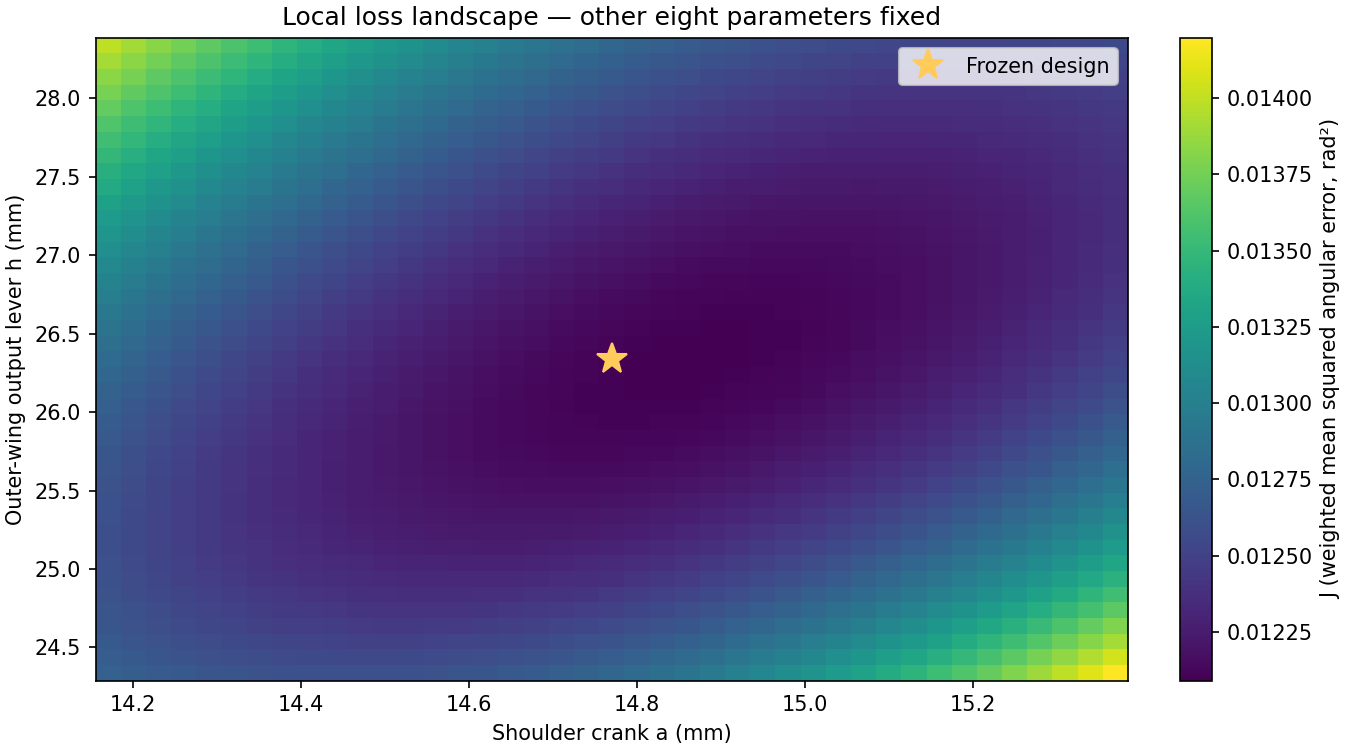 Local loss landscape — other eight parameters fixed
Frozen design
Outer-wing output lever h (mm)
28.0
27.5
27.0
26.5
26.0
25.5
25.0
24.5
14.2 14.4 14.6 14.8 15.0 15.2
Shoulder crank a (mm)
0.01400
0.01375
0.01350
0.01325
0.01300
0.01275
0.01250
0.01225
J (weighted mean squared angular error, rad²)